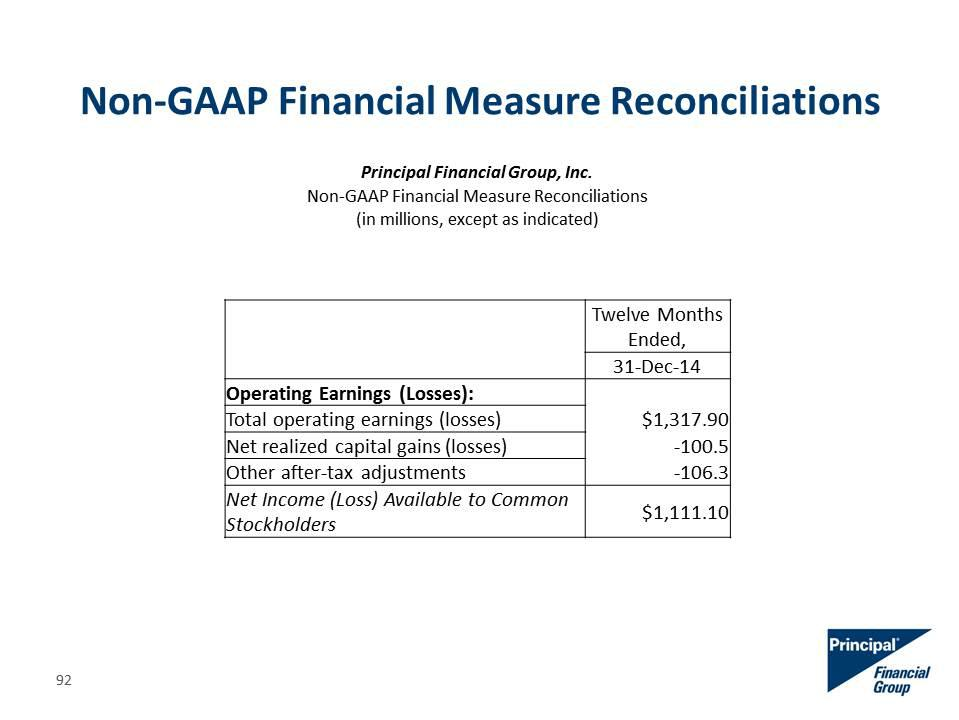 Non-GAAP Financial Measure Reconciliations
Principal Financial Group, Inc.
Non-GAAP Financial Measure Reconciliations
(in millions, except as indicated)
Twelve Months
Ended,
31-Dec-14
Operating Earnings (Losses):
Total operating earnings (losses) $1,317.90
Net realized capital gains (losses) -100.5
Other after-tax adjustments -106.3
Net Income (Loss) Available to Common
Stockholders $1,111.10
92
Principal®
Financial
Group